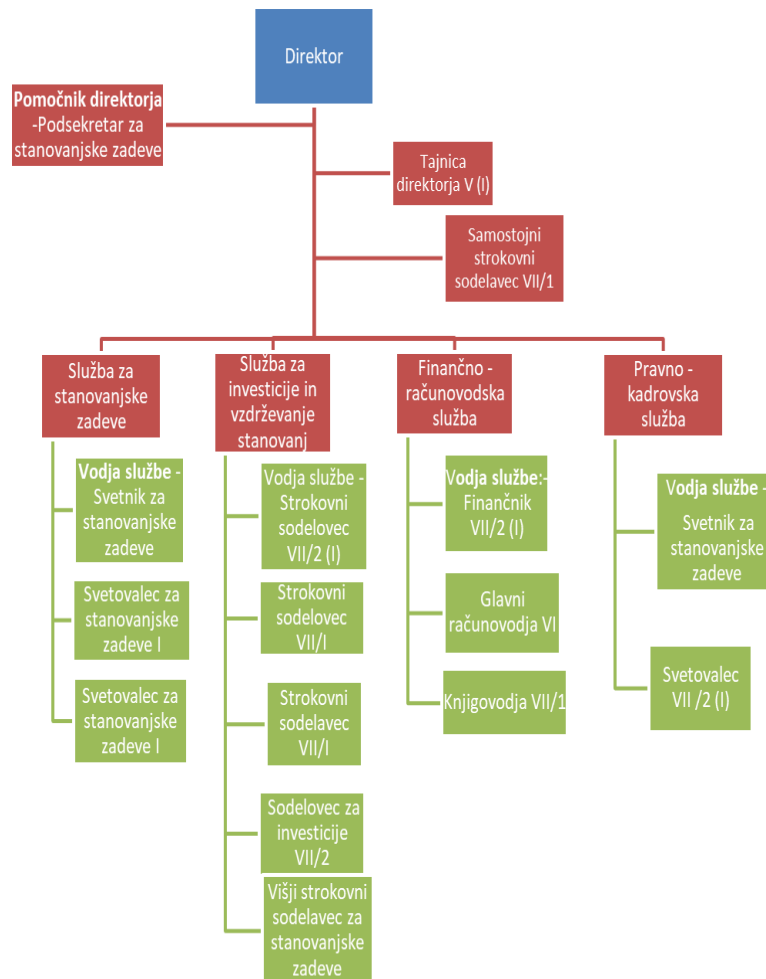 Direktor
Pomočnik direktorja
-Podsekretar za
stanovanjske zadeve
Tajnica
direktorja V (I)
Samostojni
strokovni
sodelavec VII/1
Služba za
stanovanjske
zadeve
Vodja službe -
Svetnik za
stanovanjske
zadeve
Svetovalec za
stanovanjske
zadeve I
Svetovalec za
stanovanjske
zadeve I
Služba za
investicije in
vzdrževanje
stanovanj
Vodja službe -
Strokovni
sodelovec
VII/2 (I)
Strokovni
sodelovec
VII/I
Strokovni
sodelavec
VII/I
Sodelovec za
investicije
VII/2
Višji strokovni
sodelavec za
stanovanjske
zadeve
Finančno -
računovodska
služba
Vodja službe:-
Finančnik
VII/2 (I)
Glavni
računovodja VI
Knjigovodja VII/1
Pravno -
kadrovska
služba
Vodja službe -
Svetnik za
stanovanjske
zadeve
Svetovalec
VII /2 (I)